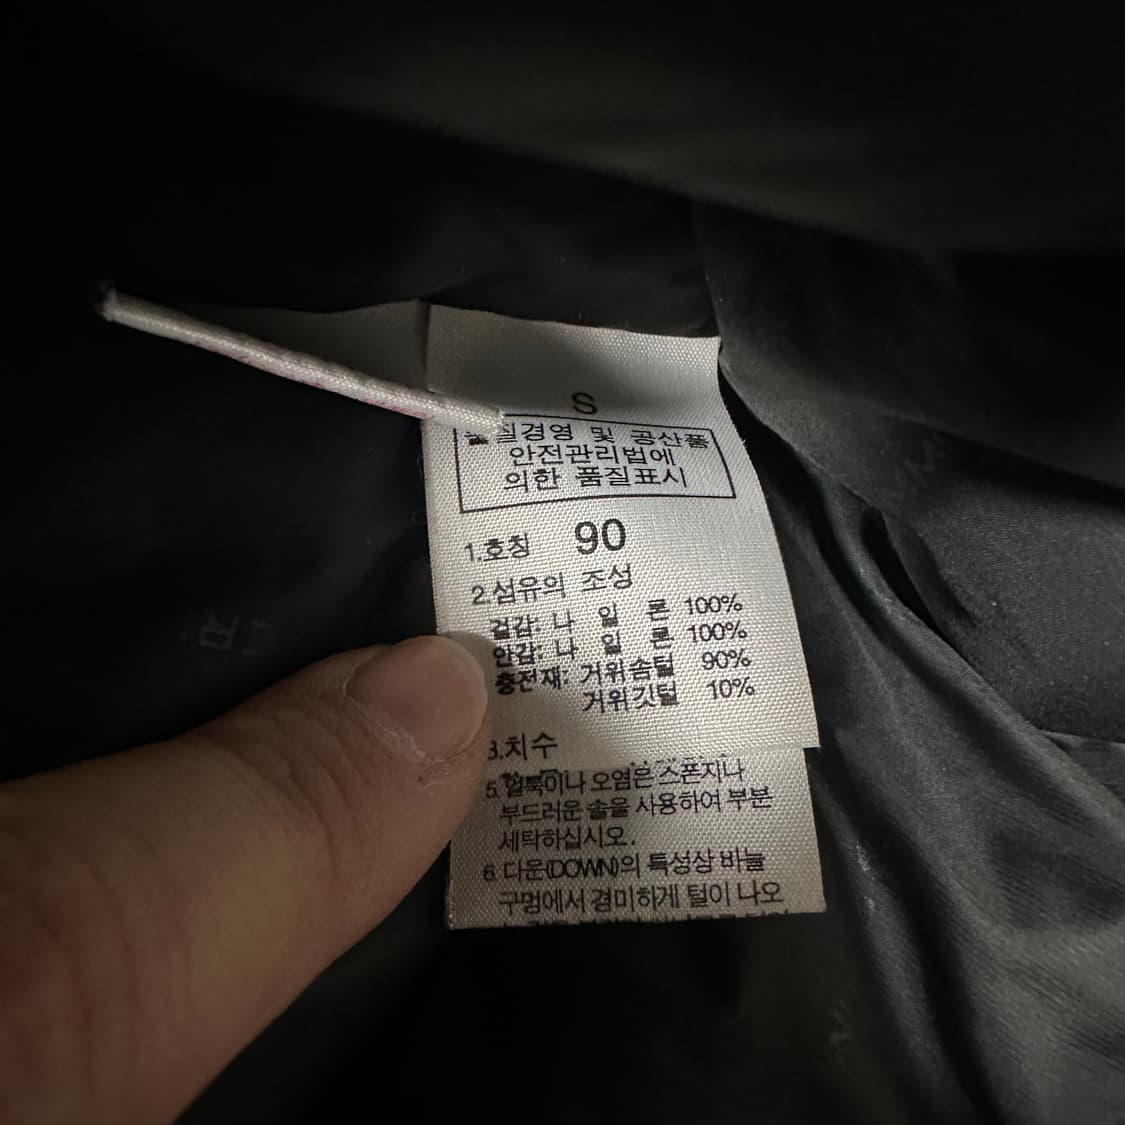 S
품질경영 및 공산품
안전관리법에
의한 품질표시
1.호칭 90
2.섬유의 조성
겉감: 나 일 론 100%
안감: 나 일 론 100%
충전재: 거위솜털 90%
거위깃털 10%
3.치수
5.얼룩이나 오염은 스폰지나
부드러운 솔을 사용하여 부분
세탁하십시오.
6.다운(DOWN)의 특성상 바늘
구멍에서 경미하게 털이 나오